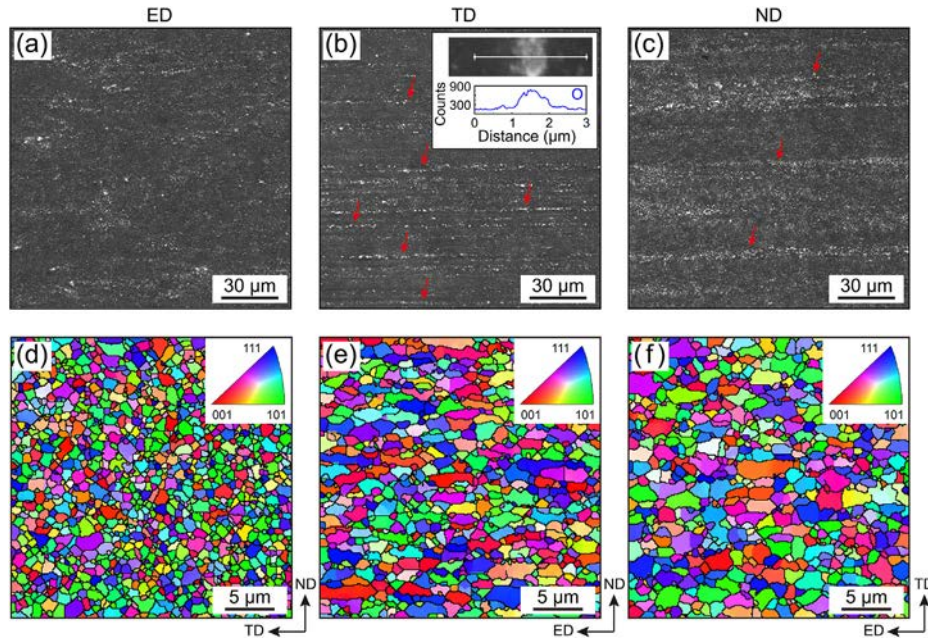 ED
TD
ND
(a)
(b)
(c)
Counts
900
300
O
0 1 2 3
Distance (µm)
30 µm
30 µm
30 µm
(d)
(e)
(f)
111
001 101
111
001 101
111
001 101
5 µm
5 µm
5 µm
ND
TD
ND
ED
TD
ED